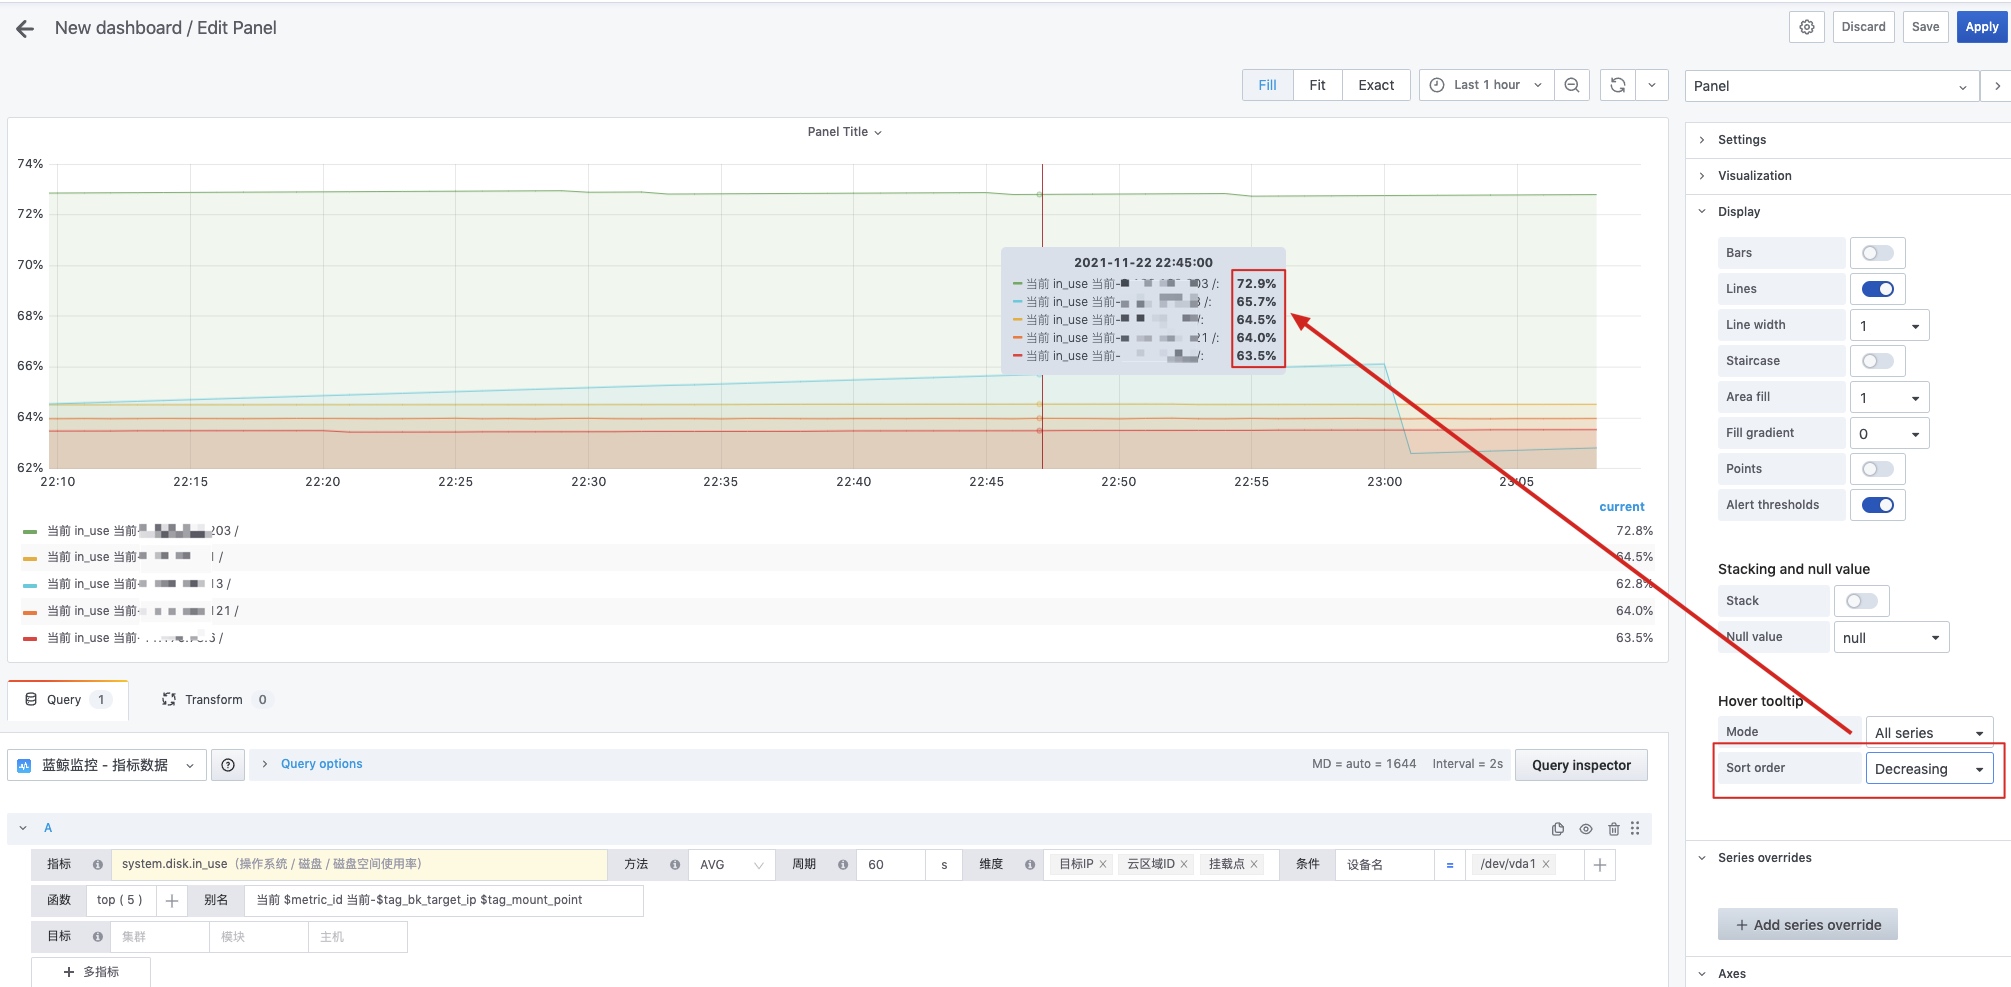 New dashboard / Edit Panel
Discard
Save
Apply
Fill
Fit
Exact
Last 1 hour
Panel
Panel Title
74%
72%
70%
68%
66%
64%
62%
22:10
22:15
22:20
22:25
22:30
22:35
22:40
22:45
22:50
22:55
23:00
23:05
2021-11-22 22:45:00
当前 in_use 当前- 03 /: 72.9%
当前 in_use 当前- /: 65.7%
当前 in_use 当前- /: 64.5%
当前 in_use 当前- 21 /: 64.0%
当前 in_use 当前- /: 63.5%
current
当前 in_use 当前- 203 / 72.8%
当前 in_use 当前- / 64.5%
当前 in_use 当前- 13 / 62.8%
当前 in_use 当前- 121 / 64.0%
当前 in_use 当前- / 63.5%
Query 1
Transform 0
蓝鲸监控 - 指标数据
Query options
MD = auto = 1644
Interval = 2s
Query inspector
A
指标
system.disk.in_use（操作系统 / 磁盘 / 磁盘空间使用率）
方法
AVG
周期
60
s
维度
目标IP ×
云区域ID ×
挂载点 ×
条件
设备名
=
/dev/vda1 ×
函数
top ( 5 )
别名
当前 $metric_id 当前-$tag_bk_target_ip $tag_mount_point
目标
集群
模块
主机
+ 多指标
Settings
Visualization
Display
Bars
Lines
Line width 1
Staircase
Area fill 1
Fill gradient 0
Points
Alert thresholds
Stacking and null value
Stack
Null value null
Hover tooltip
Mode All series
Sort order Decreasing
Series overrides
+ Add series override
Axes